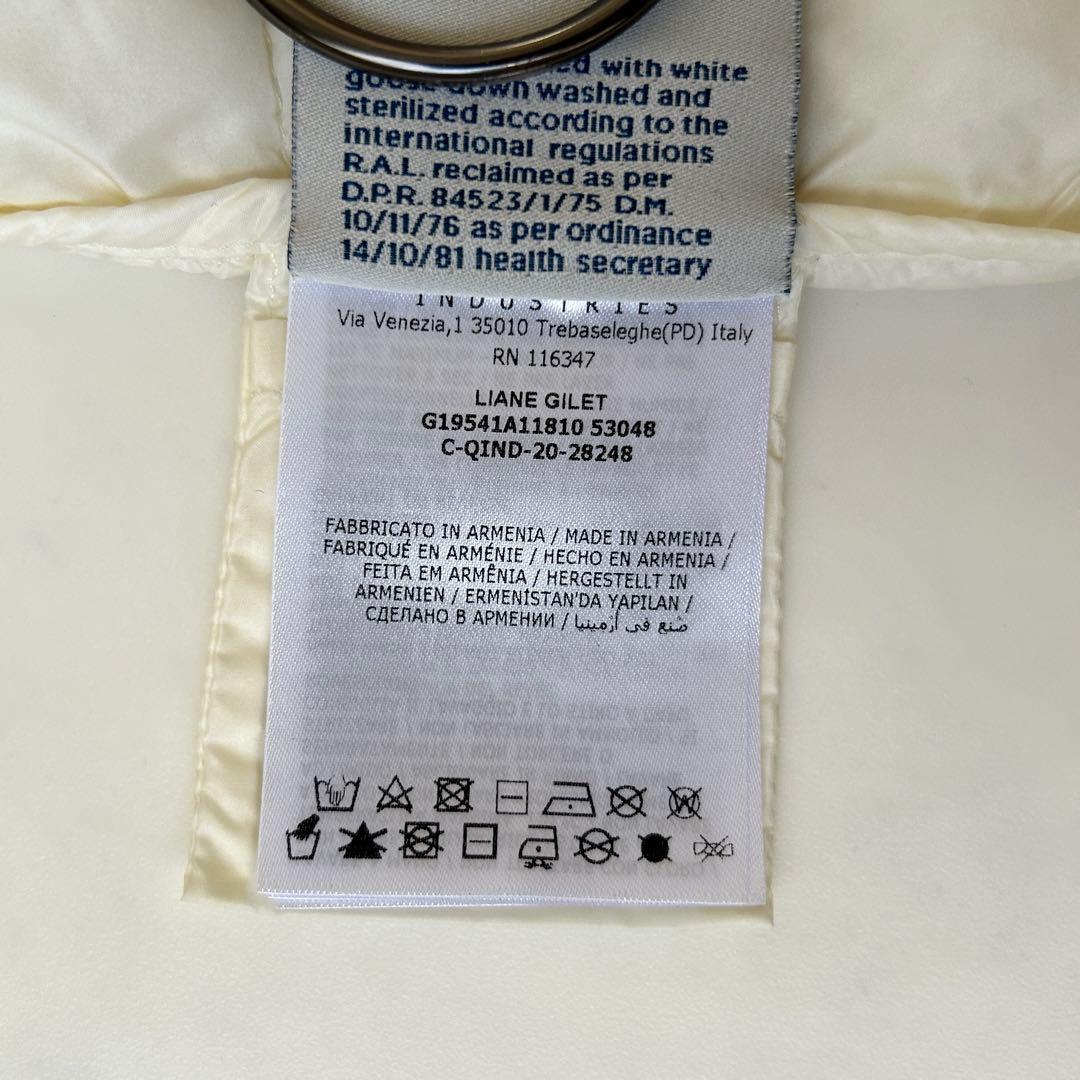 with white
goose down washed and
sterilized according to the
international regulations
R.A.L. reclaimed as per
D.P.R. 84523/1/75 D.M.
10/11/76 as per ordinance
14/10/81 health secretary
INDUSTRIES
Via Venezia,1 35010 Trebaseleghe(PD) Italy
RN 116347
LIANE GILET
G19541A11810 53048
C-QIND-20-28248
FABBRICATO IN ARMENIA / MADE IN ARMENIA /
FABRIQUÉ EN ARMÉNIE / HECHO EN ARMENIA /
FEITA EM ARMÊNIA / HERGESTELLT IN
ARMENIEN / ERMENİSTAN'DA YAPILAN /
СДЕЛАНО В АРМЕНИИ / صنع في أرمينيا